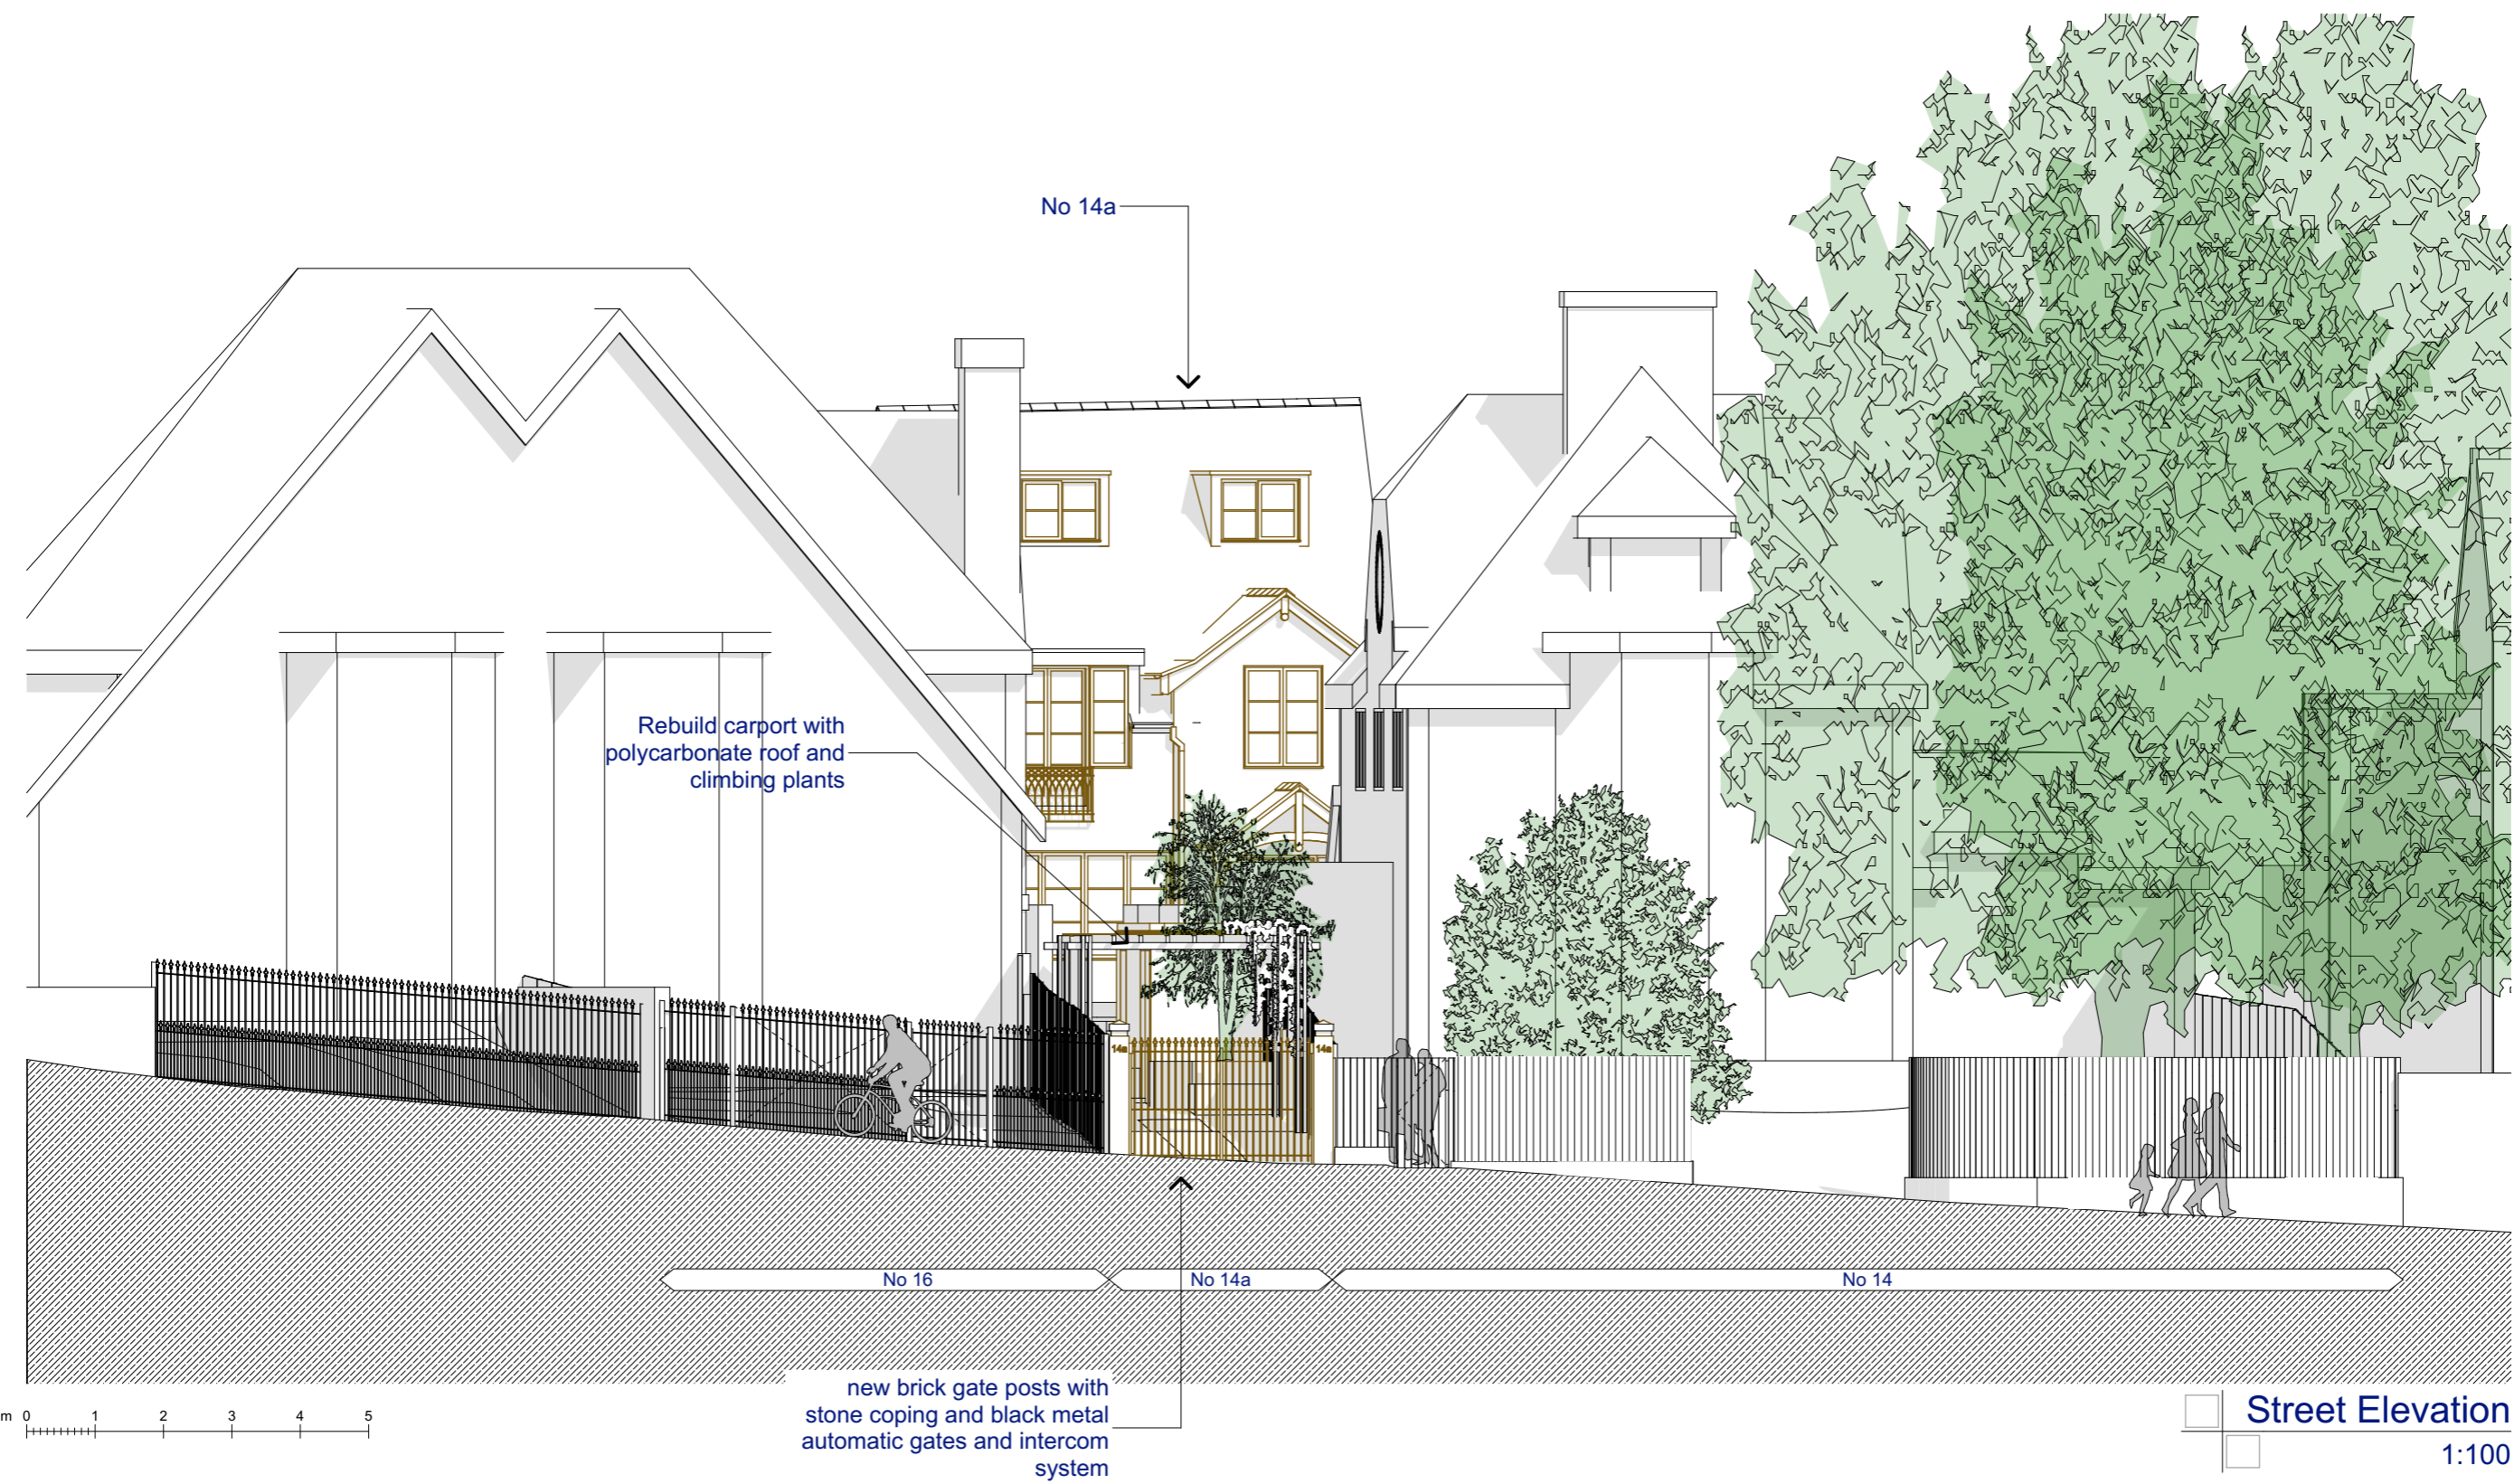 No 14a
Rebuild carport with
polycarbonate roof and
climbing plants
14a
14a
No 16
No 14a
No 14
new brick gate posts with
stone coping and black metal
automatic gates and intercom
system
m 0 1 2 3 4 5
Street Elevation
1:100